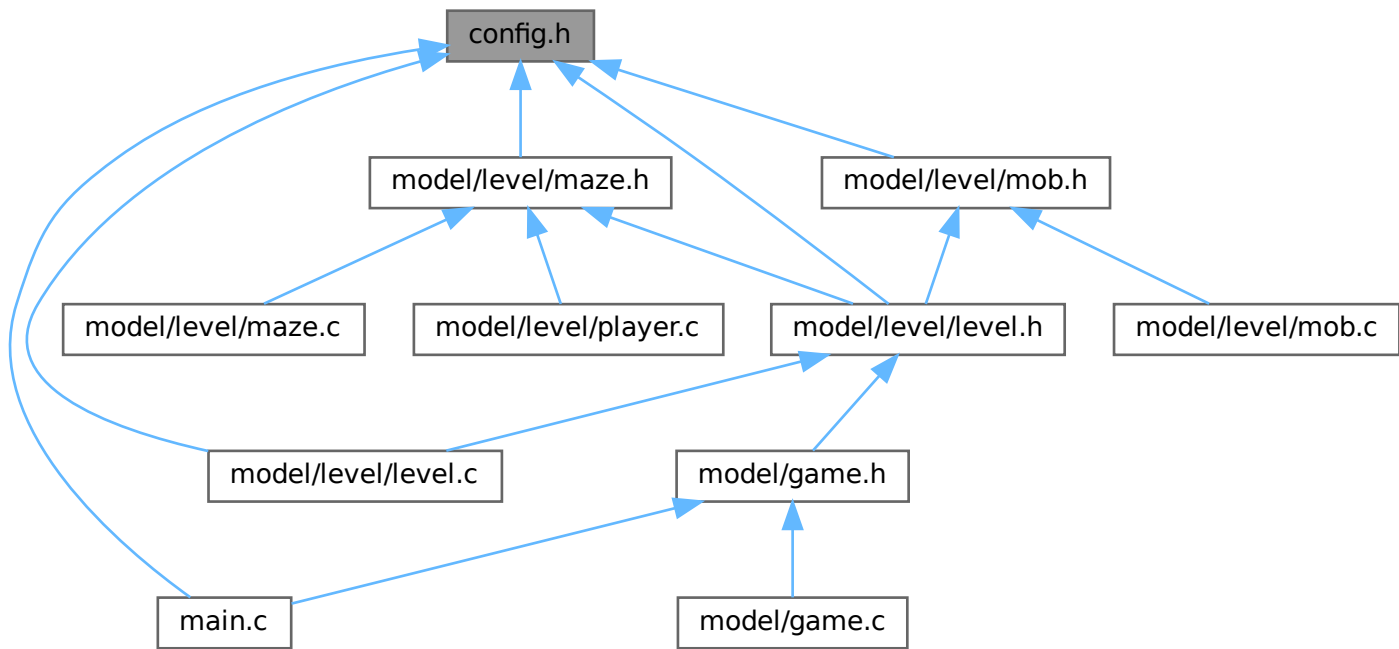 config.h
model/level/maze.h
model/level/mob.h
model/level/maze.c
model/level/player.c
model/level/level.h
model/level/mob.c
model/level/level.c
model/game.h
main.c
model/game.c